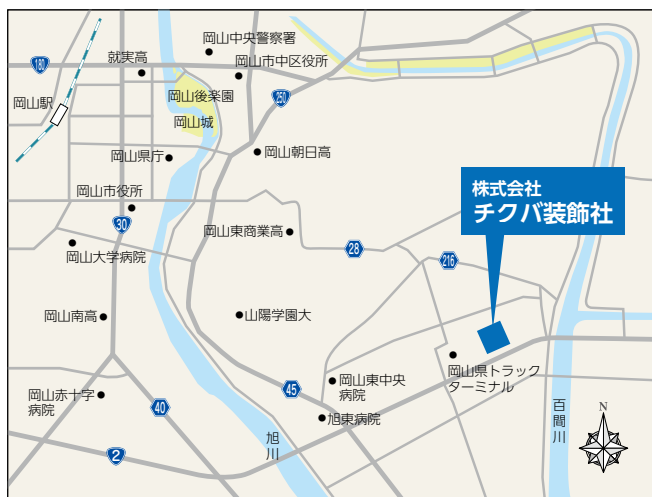 岡山中央警察署
就実高
岡山市中区役所
180
岡山駅
岡山後楽園
250
岡山城
岡山県庁
岡山朝日高
株式会社
チクバ装飾社
岡山市役所
30
岡山東商業高
28
216
岡山大学病院
岡山南高
山陽学園大
岡山県トラック
ターミナル
岡山赤十字
病院
40
45
岡山東中央
病院
旭東病院
百間川
旭川
2
N